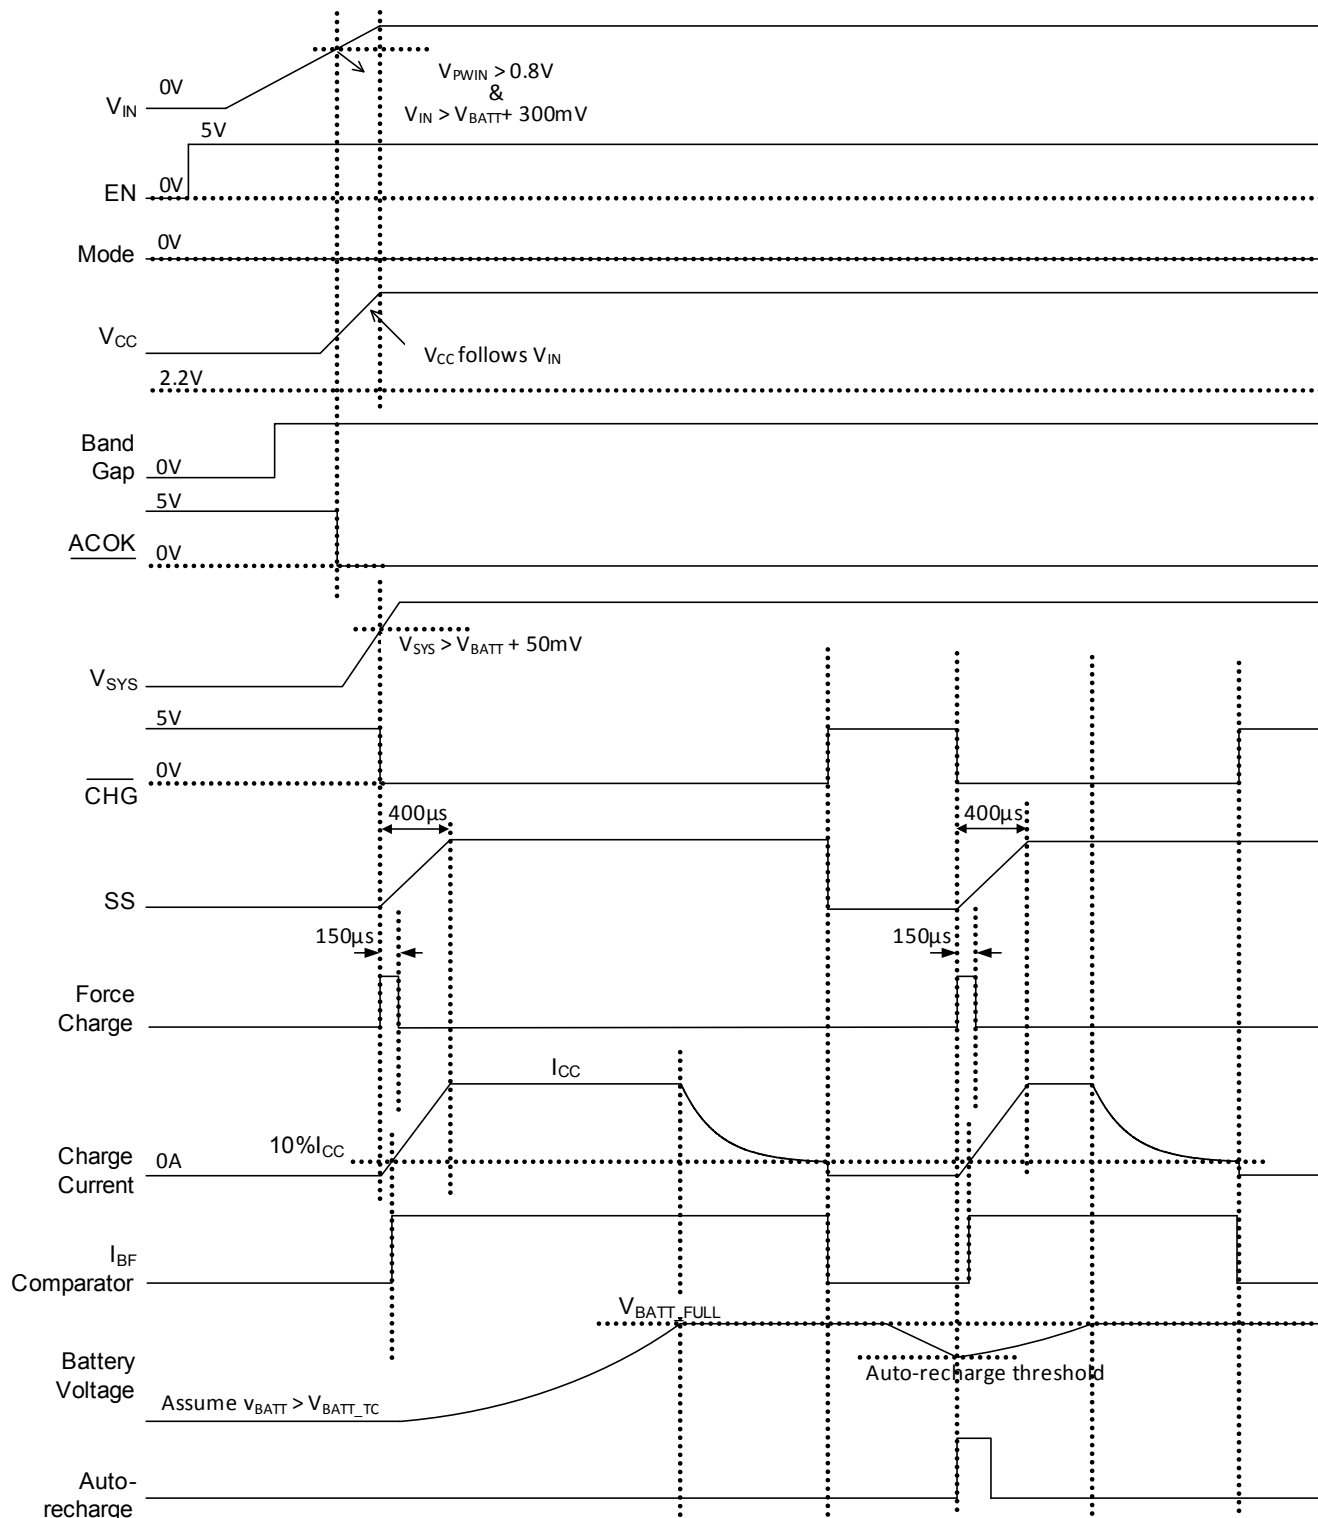 V_IN
0V
V_PWIN > 0.8V
&
V_IN > V_BATT + 300mV
5V
EN
0V
Mode
0V
V_CC
V_CC follows V_IN
2.2V
Band
Gap
0V
5V
ACOK
0V
V_SYS > V_BATT + 50mV
V_SYS
5V
0V
CHG
400µs
400µs
SS
150µs
150µs
Force
Charge
I_CC
10%I_CC
Charge
Current
0A
I_BF
Comparator
V_BATT_FULL
Battery
Voltage
Auto-recharge threshold
Assume v_BATT > V_BATT_TC
Auto-
recharge